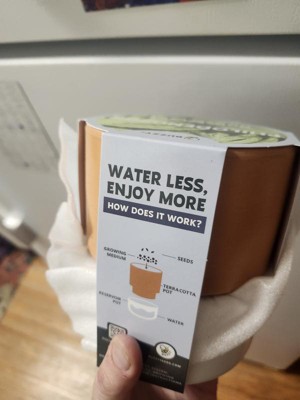 WATER LESS,
ENJOY MORE
HOW DOES IT WORK?
GROWING
MEDIUM
SEEDS
TERRACOTTA
POT
RESERVOIR
POT
WATER